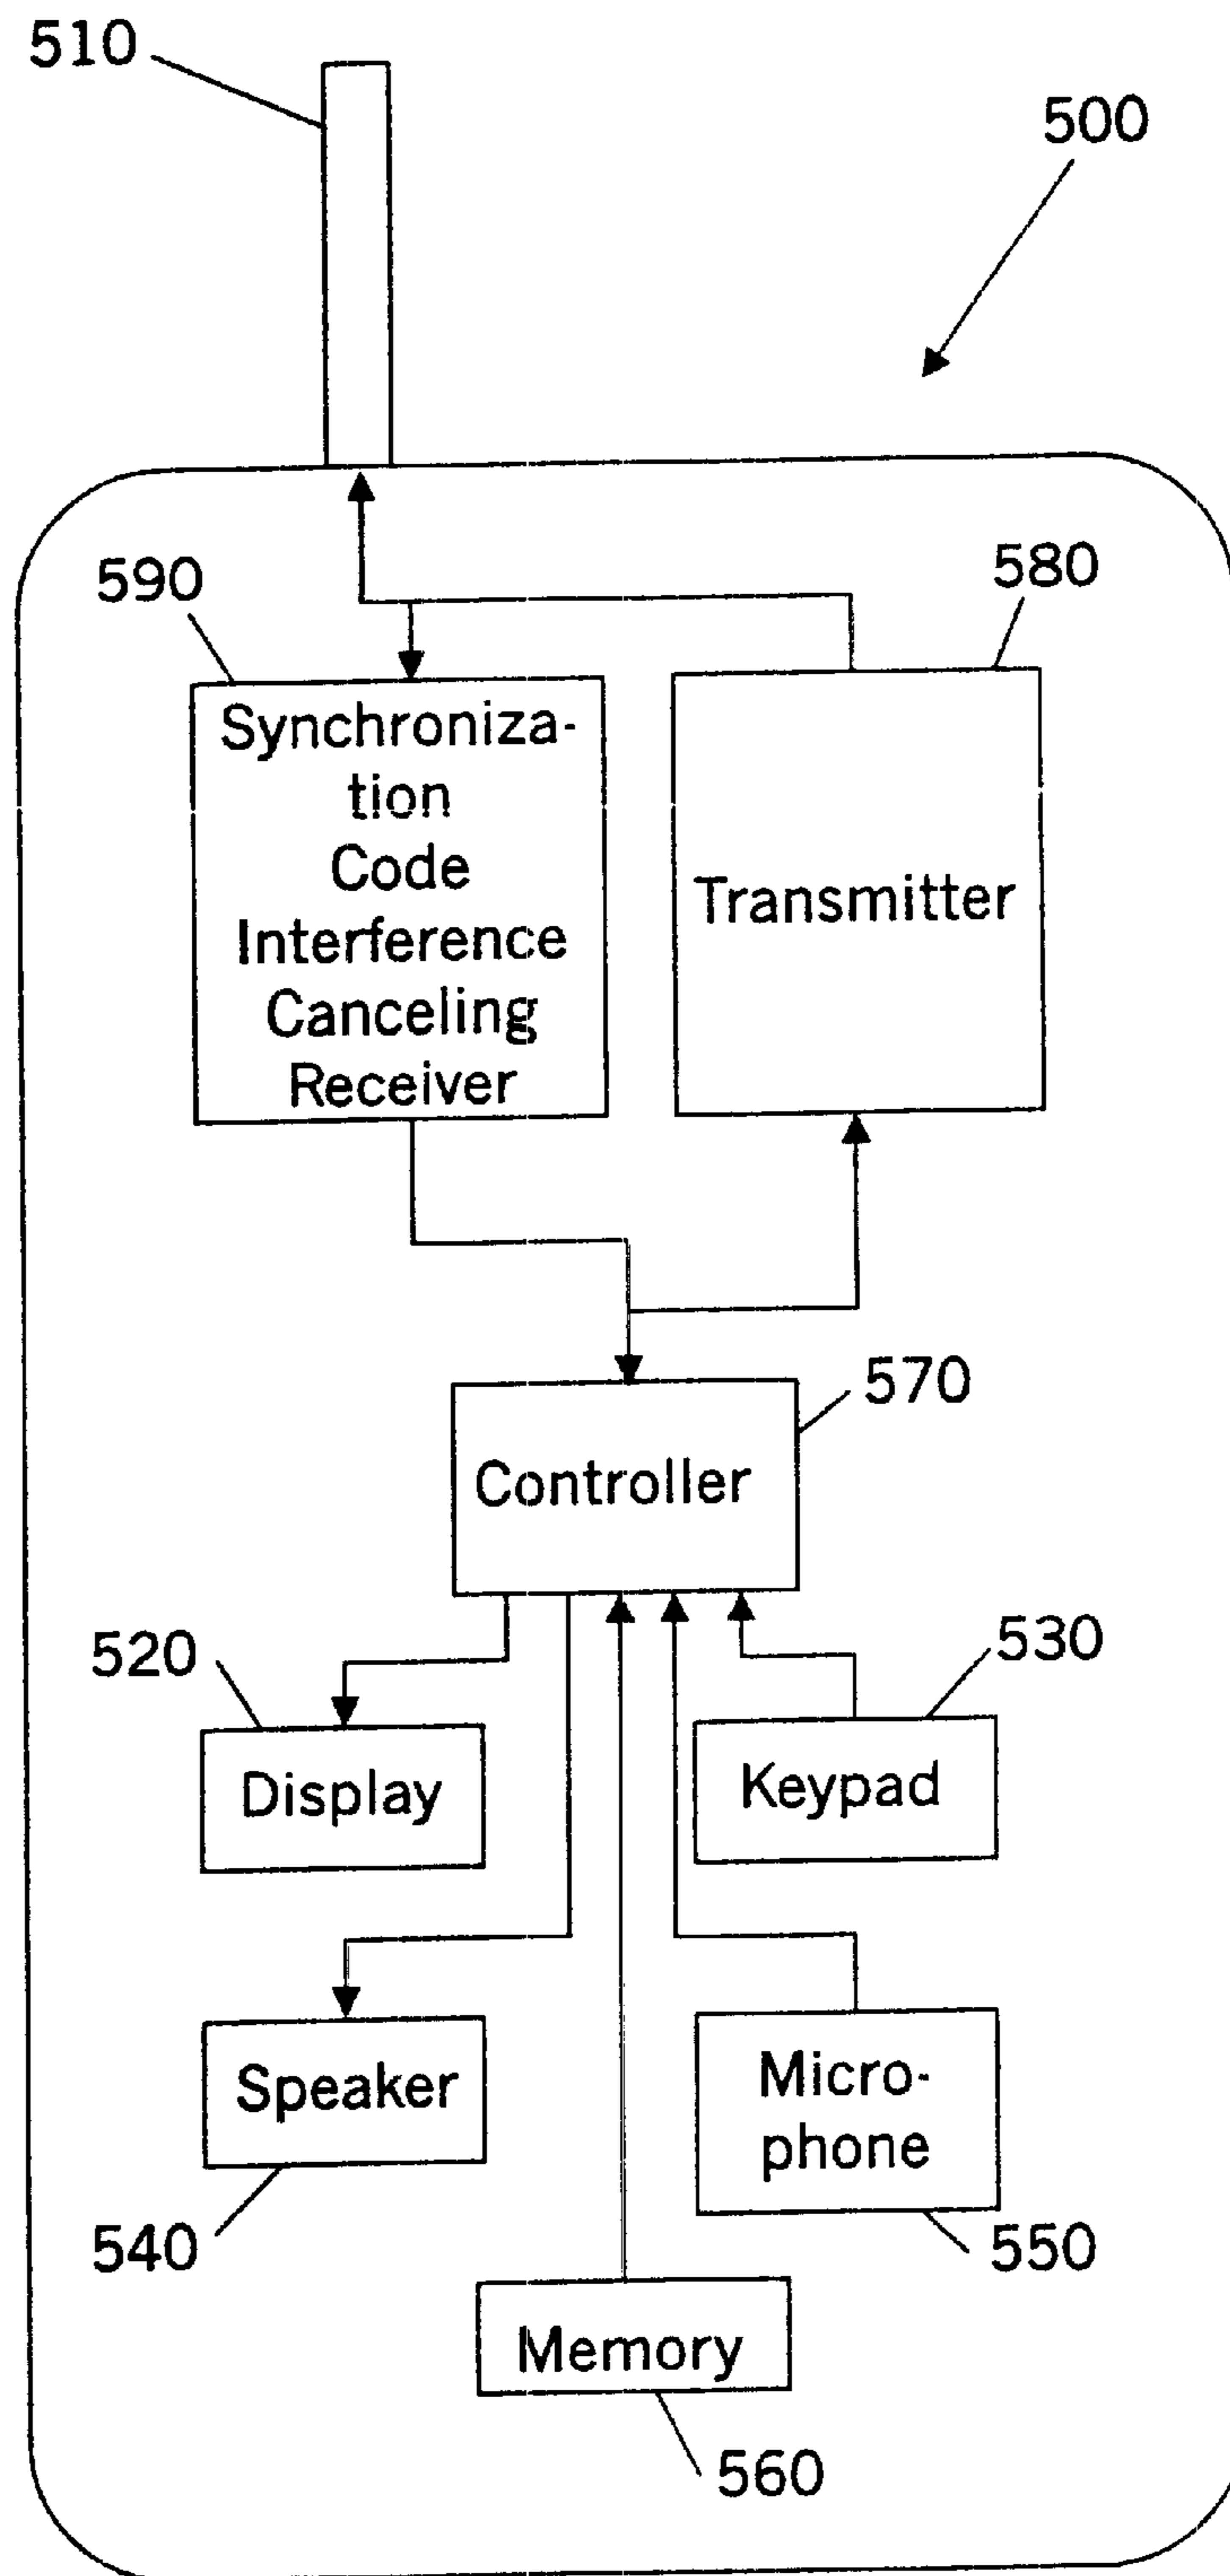 510
500
590
580
Synchroniza-
tion
Code
Interference
Canceling
Receiver
Transmitter
570
Controller
520
530
Display
Keypad
Speaker
Micro-
phone
540
550
Memory
560